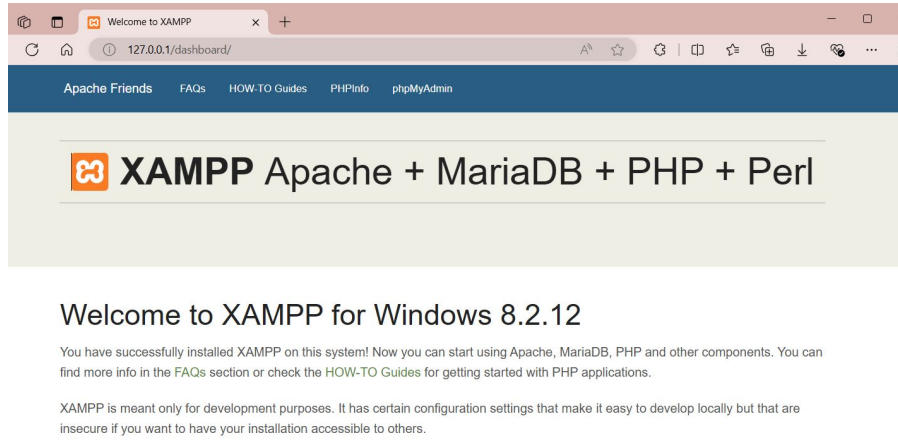 Welcome to XAMPP
127.0.0.1/dashboard/
Apache Friends FAQs HOW-TO Guides PHPInfo phpMyAdmin
XAMPP Apache + MariaDB + PHP + Perl
Welcome to XAMPP for Windows 8.2.12
You have successfully installed XAMPP on this system! Now you can start using Apache, MariaDB, PHP and other components. You can
find more info in the FAQs section or check the HOW-TO Guides for getting started with PHP applications.
XAMPP is meant only for development purposes. It has certain configuration settings that make it easy to develop locally but that are
insecure if you want to have your installation accessible to others.